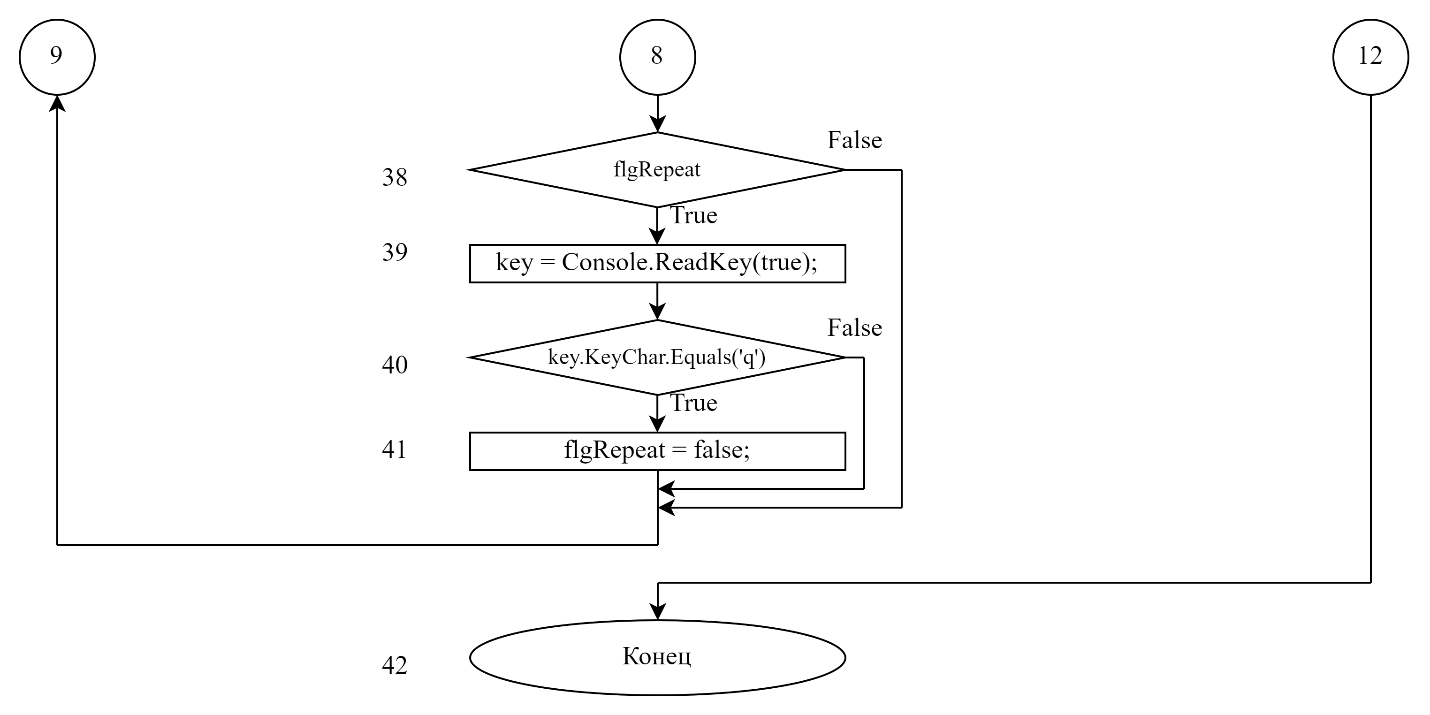 9
8
12
False
38
flgRepeat
True
39
key = Console.ReadKey(true);
False
40
key.KeyChar.Equals('q')
True
41
flgRepeat = false;
42
Конец